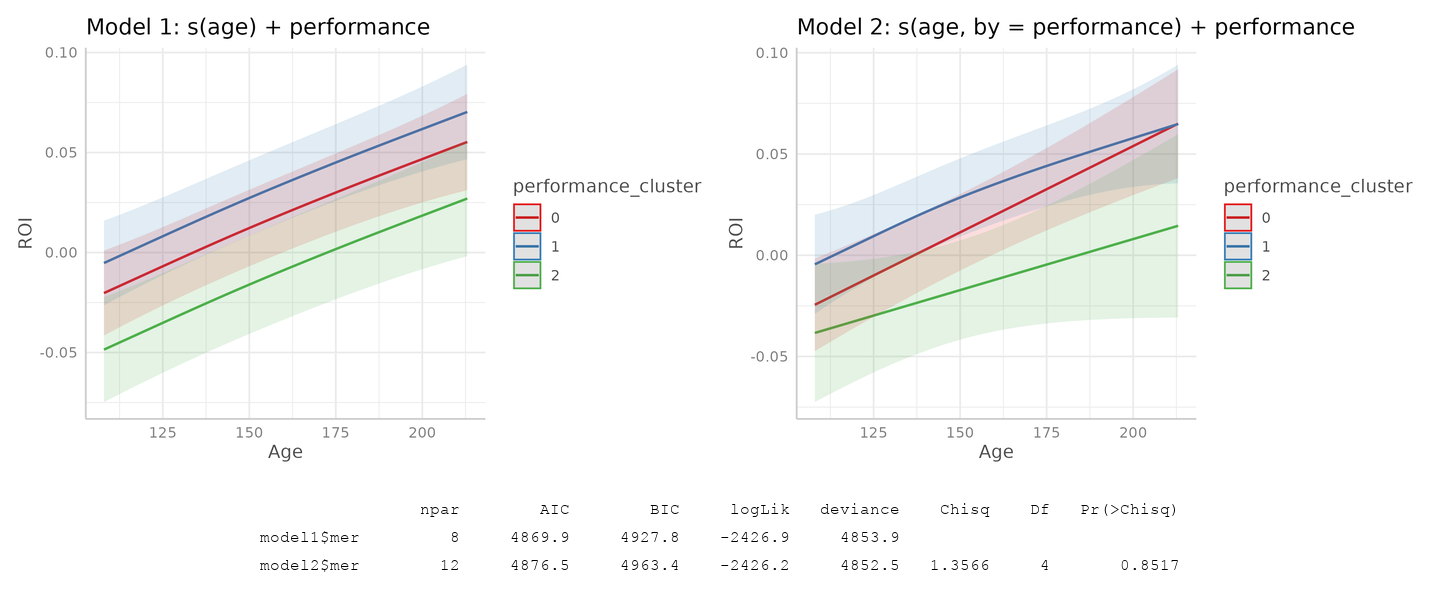 Model 1: s(age) + performance
0.10
0.05
0.00
-0.05
ROI
125 150 175 200
Age
performance_cluster
0
1
2
Model 2: s(age, by = performance) + performance
0.10
0.05
0.00
-0.05
ROI
125 150 175 200
Age
performance_cluster
0
1
2
npar AIC BIC logLik deviance Chisq Df Pr(>Chisq)
model1$mer 8 4869.9 4927.8 -2426.9 4853.9
model2$mer 12 4876.5 4963.4 -2426.2 4852.5 1.3566 4 0.8517